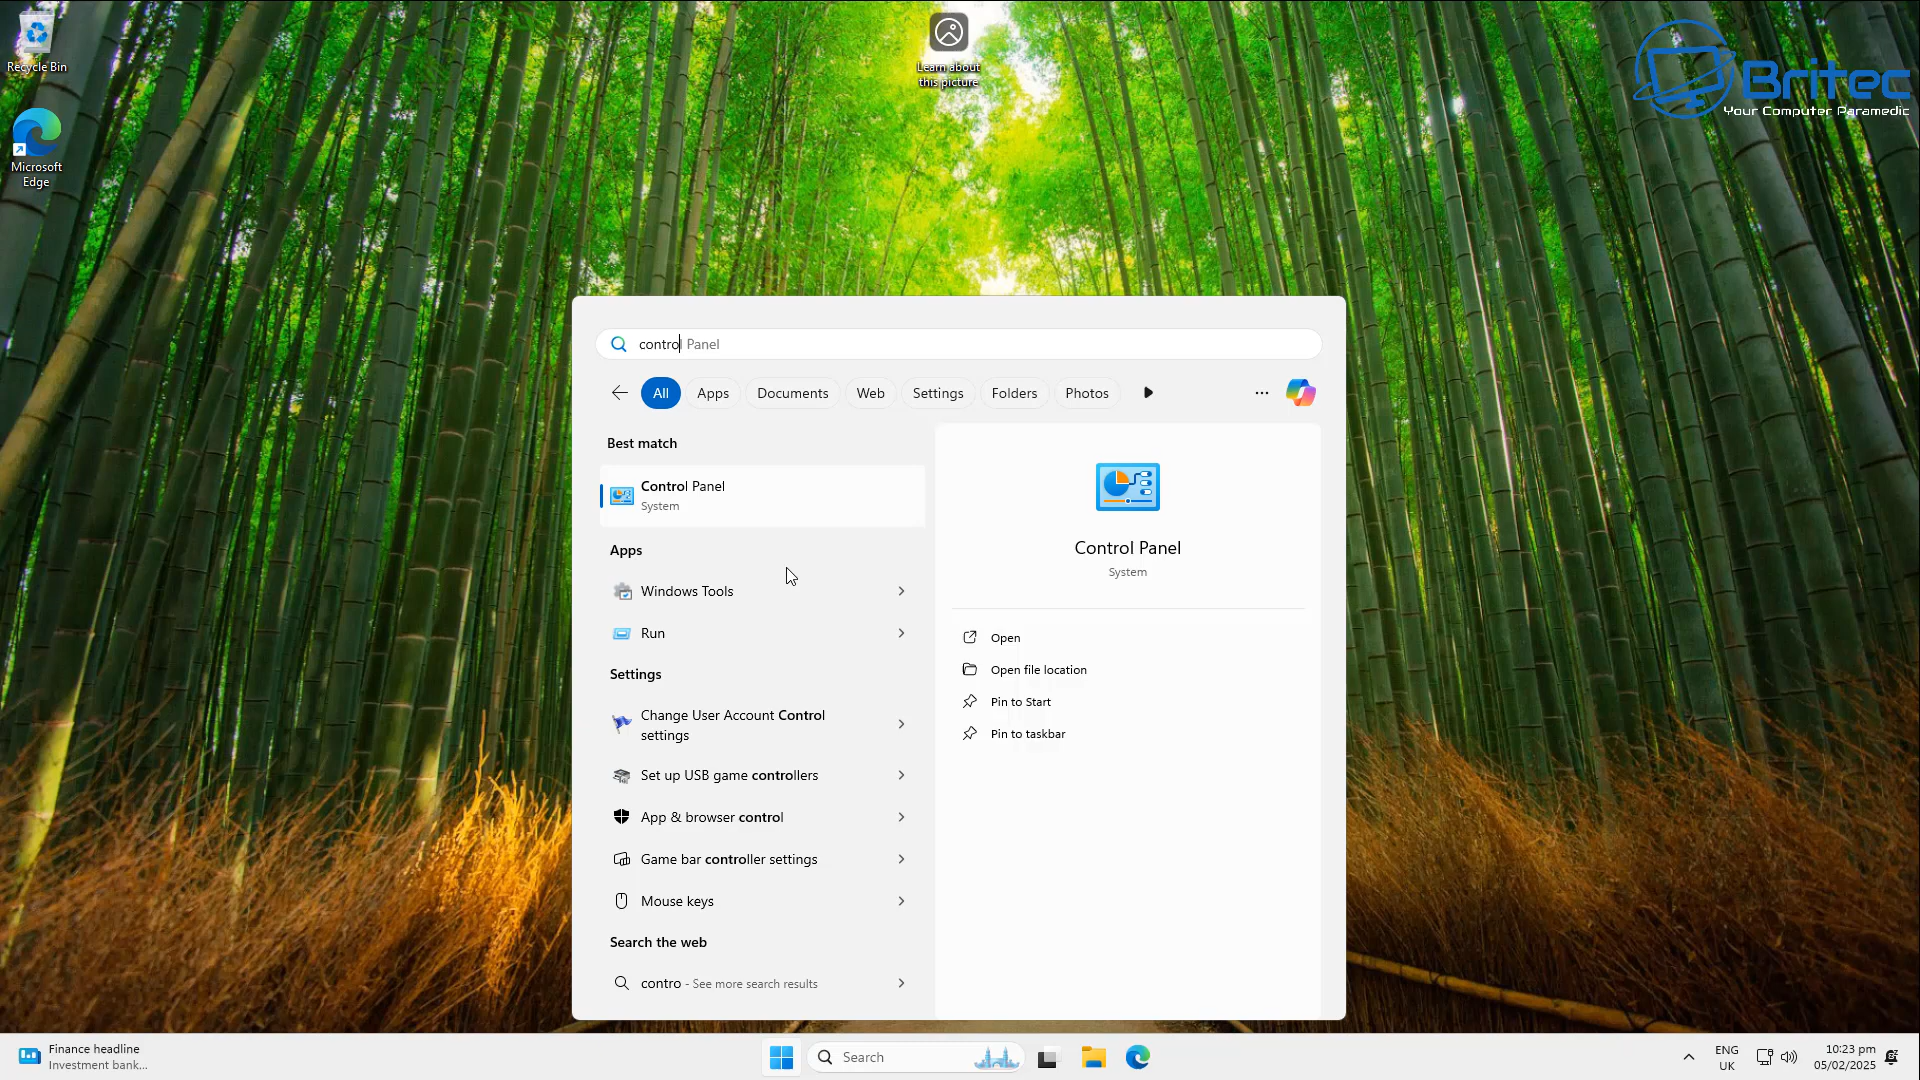 Recycle Bin
Microsoft
Edge
Learn about
this picture
Britec
Your Computer Paramedic
control Panel
All
Apps
Documents
Web
Settings
Folders
Photos
Best match
Control Panel
System
Apps
Windows Tools
Run
Settings
Change User Account Control
settings
Set up USB game controllers
App & browser control
Game bar controller settings
Mouse keys
Search the web
contro - See more search results
Control Panel
System
Open
Open file location
Pin to Start
Pin to taskbar
Finance headline
Investment bank...
Search
ENG
UK
10:23 pm
05/02/2025